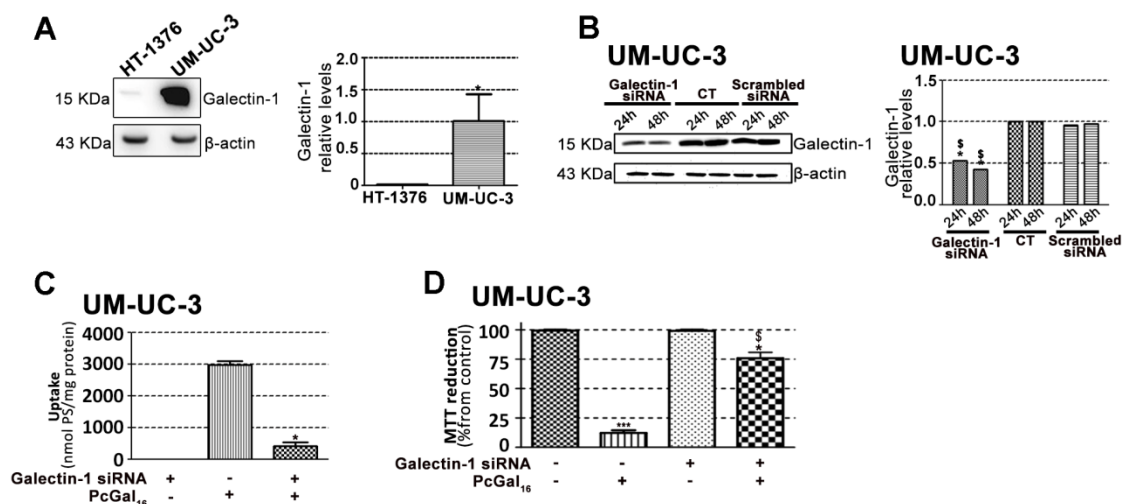 A
HT-1376
UM-UC-3
15 KDa
Galectin-1
43 KDa
β-actin
Galectin-1
relative levels
2.0
1.5
1.0
0.5
0
HT-1376
UM-UC-3
*
B
UM-UC-3
Galectin-1
siRNA
CT
Scrambled
siRNA
24h
48h
24h
48h
24h
48h
15 KDa
Galectin-1
43 KDa
β-actin
Galectin-1
relative levels
1.5
1.0
0.5
0.0
$
*
$
*
24h
48h
24h
48h
24h
48h
Galectin-1
siRNA
CT
Scrambled
siRNA
C
UM-UC-3
Uptake
(nmol PS/mg protein)
4000
3000
2000
1000
0
*
Galectin-1 siRNA + - +
PcGal16 - + +
D
UM-UC-3
MTT reduction
(%from control)
100
75
50
25
0
***
$
*
Galectin-1 siRNA - - + +
PcGal16 - + - +